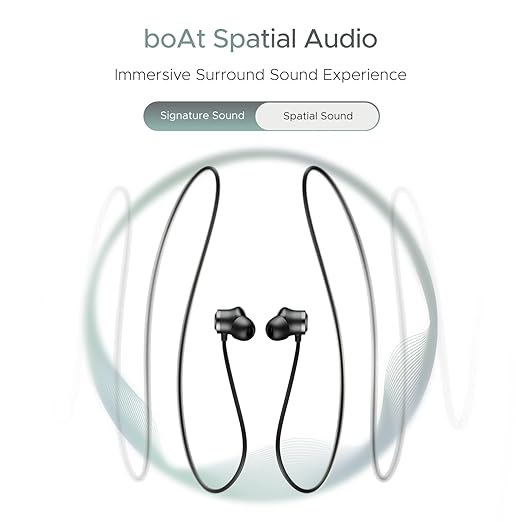 boAt Spatial Audio
Immersive Surround Sound Experience
Signature Sound
Spatial Sound